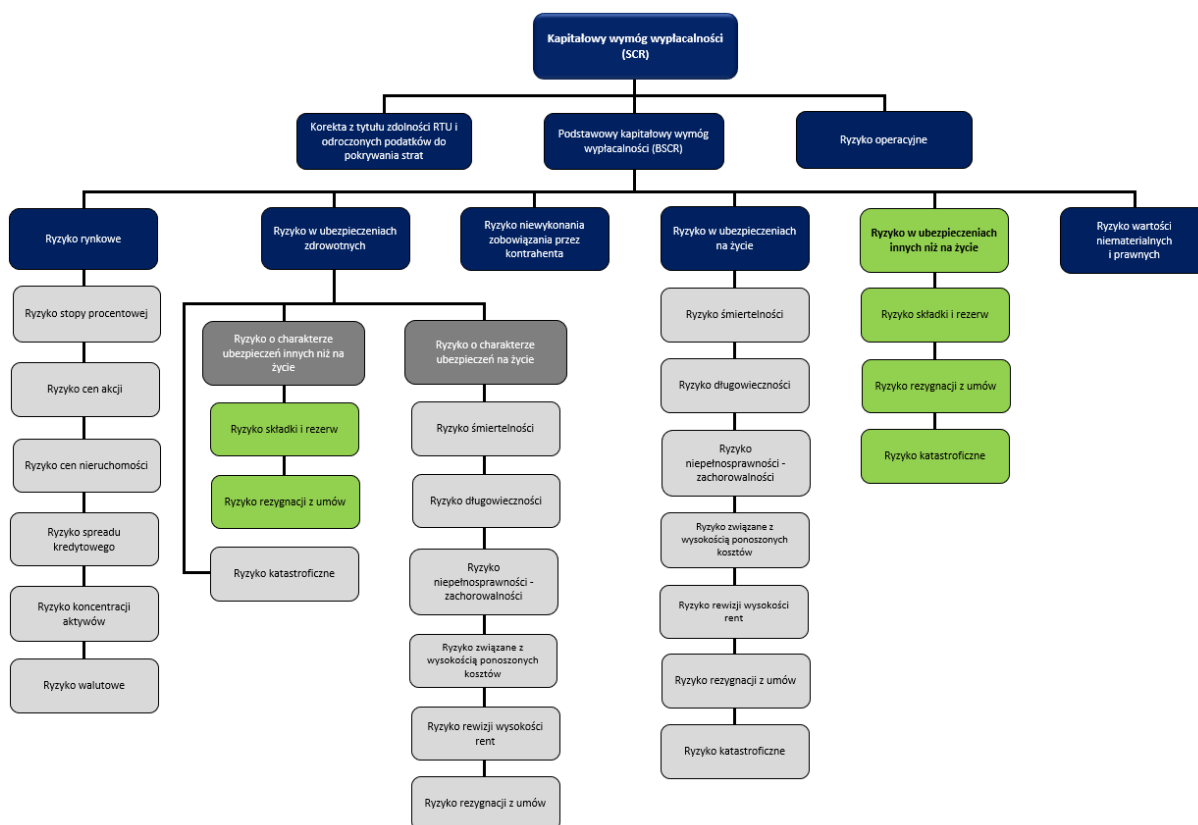 Kapitałowy wymóg wypłacalności
(SCR)
Korekta z tytułu zdolności RTU i
odroczonych podatków do
pokrywania strat
Podstawowy kapitałowy wymóg
wypłacalności (BSCR)
Ryzyko operacyjne
Ryzyko rynkowe
Ryzyko w ubezpieczeniach
zdrowotnych
Ryzyko niewykonania
zobowiązania przez
kontrahenta
Ryzyko w ubezpieczeniach
na życie
Ryzyko w ubezpieczeniach
innych niż na życie
Ryzyko wartości
niematerialnych
i prawnych
Ryzyko stopy procentowej
Ryzyko cen akcji
Ryzyko cen nieruchomości
Ryzyko spreadu
kredytowego
Ryzyko koncentracji
aktywów
Ryzyko walutowe
Ryzyko o charakterze
ubezpieczeń innych niż na
życie
Ryzyko składki i rezerw
Ryzyko rezygnacji z umów
Ryzyko katastroficzne
Ryzyko o charakterze
ubezpieczeń na życie
Ryzyko śmiertelności
Ryzyko długowieczności
Ryzyko
niepełnosprawności -
zachorowalności
Ryzyko związane z
wysokością ponoszonych
kosztów
Ryzyko rewizji wysokości
rent
Ryzyko rezygnacji z umów
Ryzyko śmiertelności
Ryzyko długowieczności
Ryzyko
niepełnosprawności -
zachorowalności
Ryzyko związane z
wysokością ponoszonych
kosztów
Ryzyko rewizji wysokości
rent
Ryzyko rezygnacji z umów
Ryzyko katastroficzne
Ryzyko składki i rezerw
Ryzyko rezygnacji z umów
Ryzyko katastroficzne